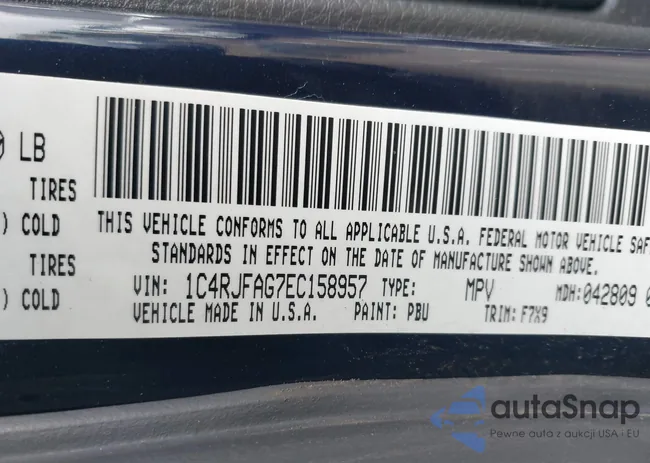 LB
TIRES
) COLD
TIRES
) COLD
THIS VEHICLE CONFORMS TO ALL APPLICABLE U.S.A. FEDERAL MOTOR VEHICLE SAF
STANDARDS IN EFFECT ON THE DATE OF MANUFACTURE SHOWN ABOVE.
VIN: 1C4RJFAG7EC158957 TYPE: MPV MDH:042809 0
VEHICLE MADE IN U.S.A. PAINT: PBU TRIM: F7X9
autaSnap
Pewne auta z aukcji USA i EU